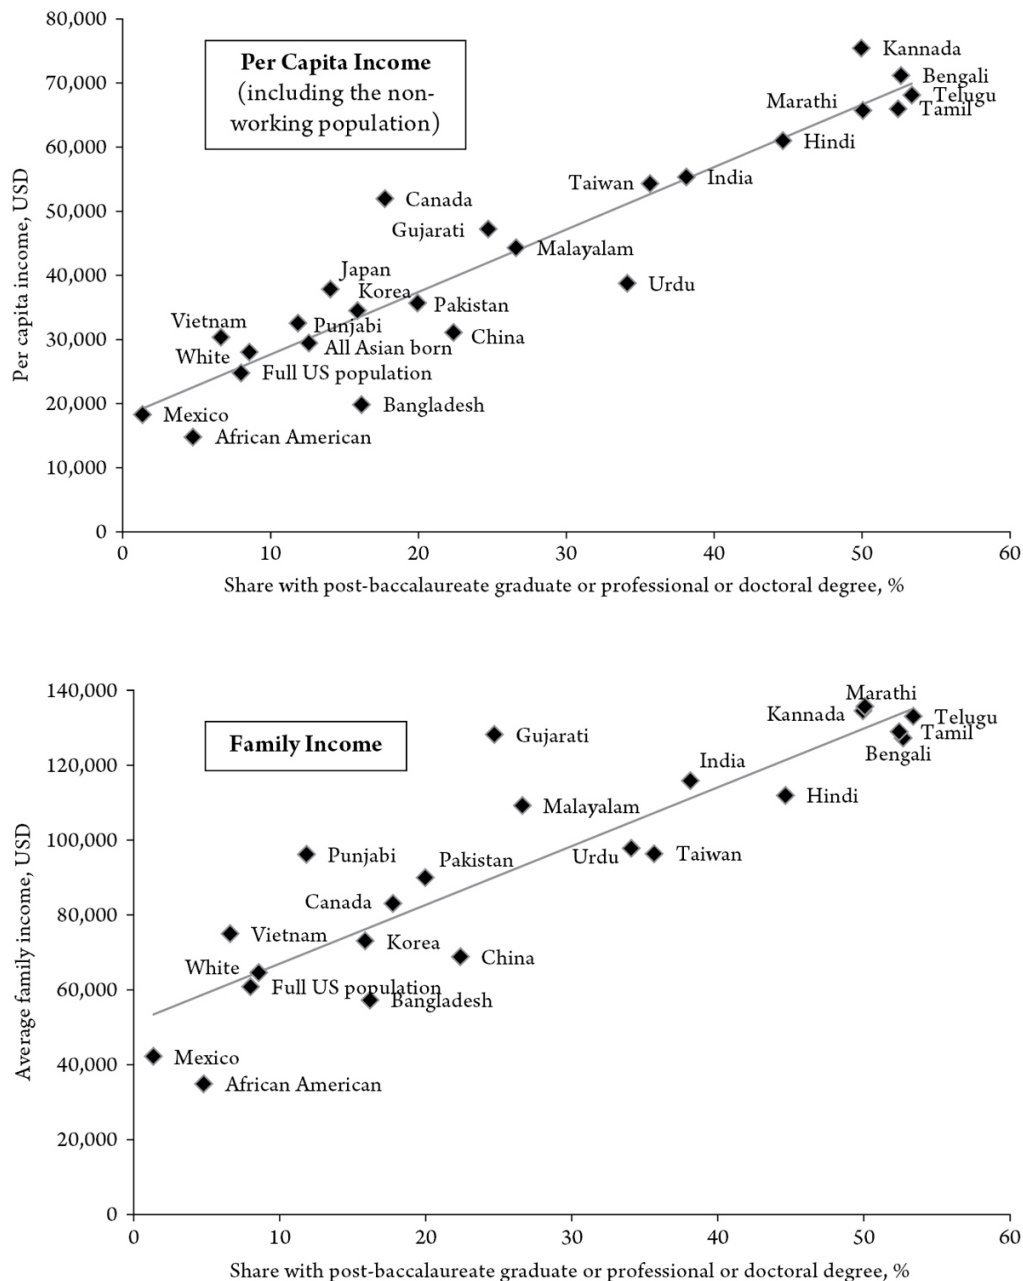 80,000
70,000
60,000
50,000
40,000
30,000
20,000
10,000
0
Per capita income, USD
Per Capita Income
(including the non-
working population)
Kannada
Bengali
Telugu
Marathi
Tamil
Hindi
Taiwan
India
Canada
Gujarati
Malayalam
Japan
Urdu
Korea
Pakistan
Vietnam
Punjabi
China
White
All Asian born
Full US population
Bangladesh
Mexico
African American
0 10 20 30 40 50 60
Share with post-baccalaureate graduate or professional or doctoral degree, %
140,000
120,000
100,000
80,000
60,000
40,000
20,000
0
Average family income, USD
Family Income
Marathi
Kannada
Telugu
Gujarati
Tamil
Bengali
India
Hindi
Malayalam
Punjabi
Pakistan
Urdu
Taiwan
Canada
Vietnam
Korea
China
White
Full US population
Bangladesh
Mexico
African American
0 10 20 30 40 50 60
Share with post-baccalaureate graduate or professional or doctoral degree, %